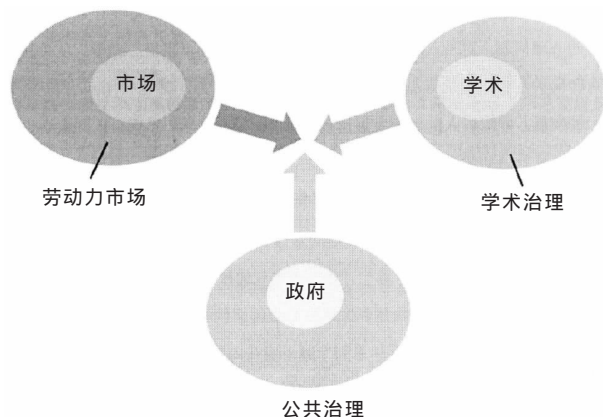 市场
学术
劳动力市场
学术治理
政府
公共治理